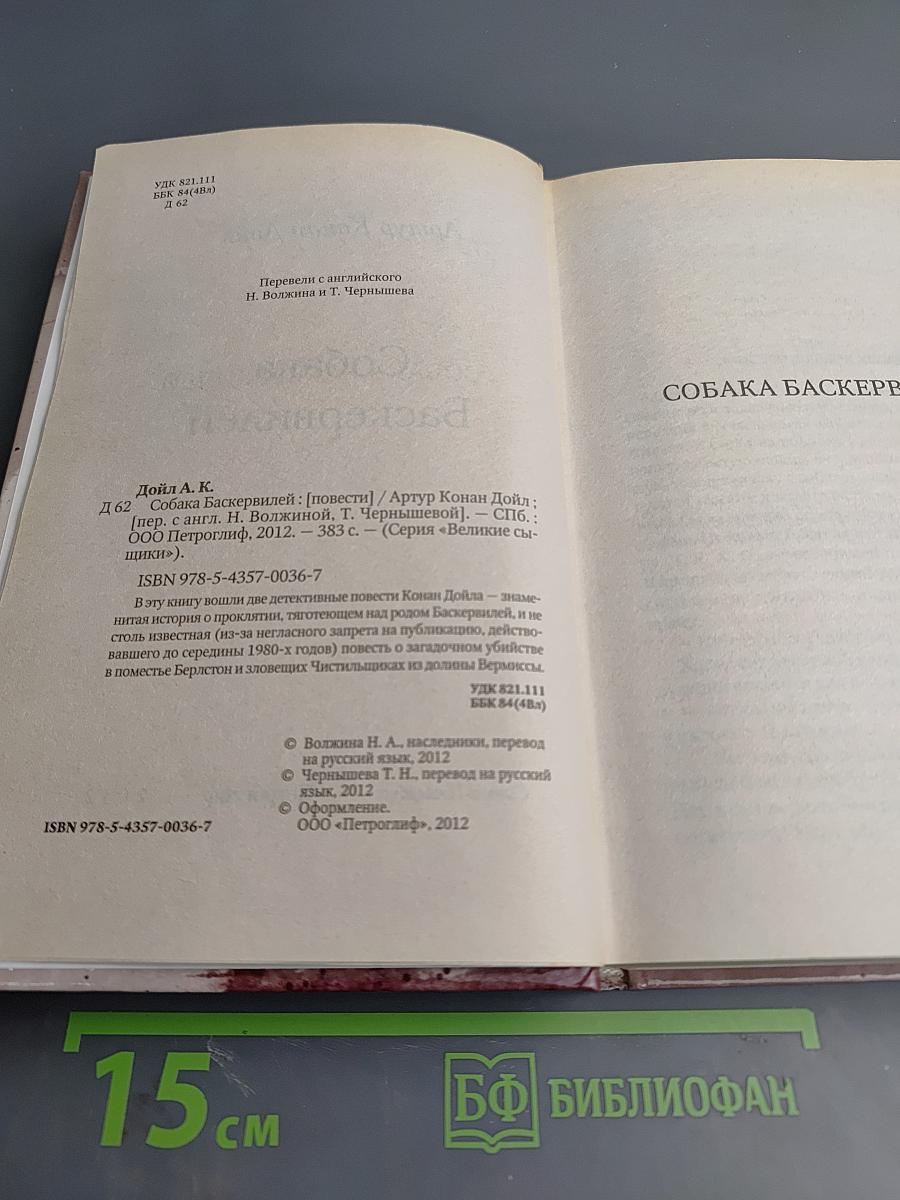 УДК 821.111
ББК 84(4Вл)
Д 62
Перевели с английского
Н. Волжина и Т. Чернышева
Дойл А. К.
Д 62 Собака Баскервилей : [повести] / Артур Конан Дойл ;
[пер. с англ. Н. Волжиной, Т. Чернышевой]. — СПб. :
ООО Петроглиф, 2012. — 383 с. — (Серия «Великие сы-
щики»).
ISBN 978-5-4357-0036-7
В эту книгу вошли две детективные повести Конан Дойла — знаме-
нитая история о проклятии, тяготеющем над родом Баскервилей, и не
столь известная (из-за негласного запрета на публикацию, действо-
вавшего до середины 1980-х годов) повесть о загадочном убийстве
в поместье Берлстон и зловещих Чистильщиках из долины Вермиссы.
УДК 821.111
ББК 84(4Вл)
© Волжина Н. А., наследники, перевод
на русский язык, 2012
© Чернышева Т. Н., перевод на русский
язык, 2012
© Оформление.
ООО «Петроглиф», 2012
ISBN 978-5-4357-0036-7
СОБАКА БАСКЕРВ
15 см
БФ БИБЛИОФАН